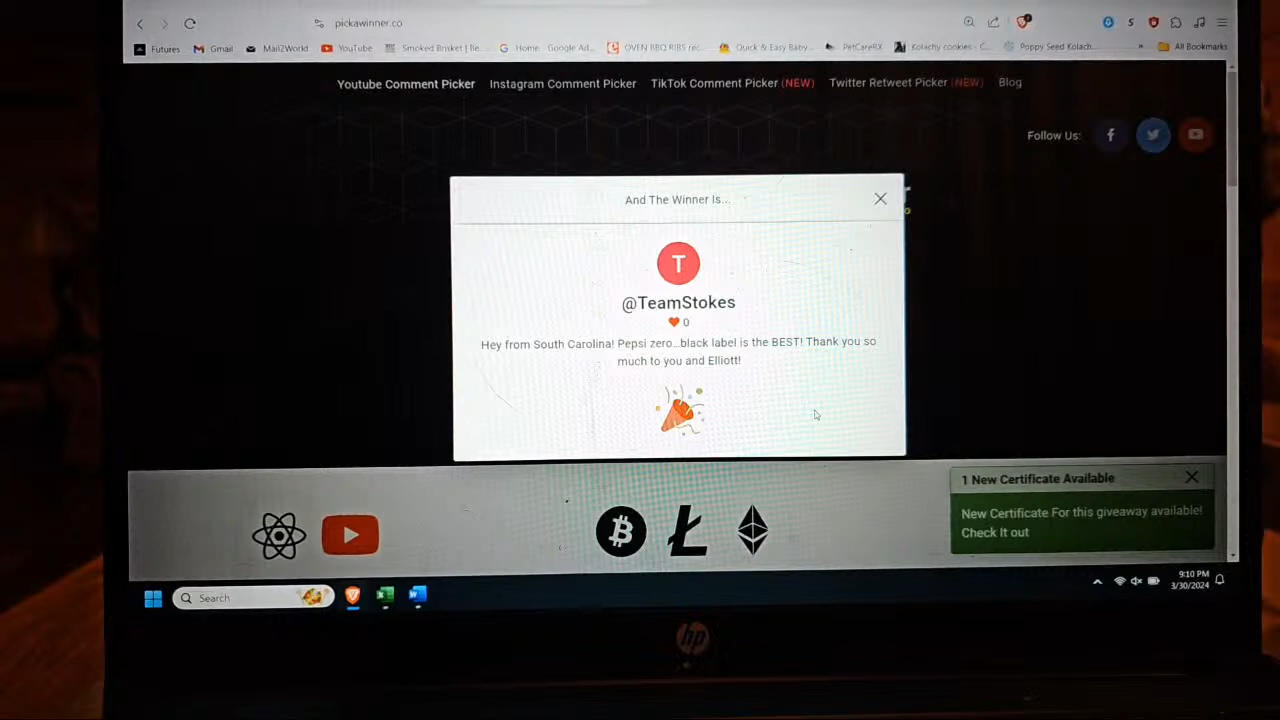 pickawinner.co
Futures Gmail Mail2World YouTube Smoked Brisket | Be... Home Google Ad... OVEN BBQ RIBS rec... Quick & Easy Baby... PetCareRX Kolachy cookies - C... Poppy Seed Kolach... » All Bookmarks
Youtube Comment Picker Instagram Comment Picker TikTok Comment Picker (NEW) Twitter Retweet Picker (NEW) Blog
Follow Us:
And The Winner Is...
T
@TeamStokes
0
Hey from South Carolina! Pepsi zero...black label is the BEST! Thank you so
much to you and Elliott!
1 New Certificate Available
New Certificate For this giveaway available!
Check It out
Search
9:10 PM
3/30/2024
hp